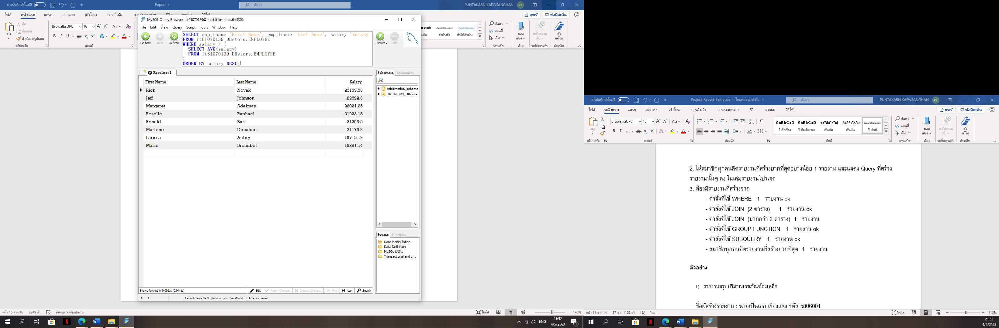 การบันทึกอัตโนมัติ
Report
ค้นหา
PUNTAKARN KAEWSANGHAN
PK
ไฟล์
หน้าแรก
แทรก
ออกแบบ
เค้าโครง
การอ้างอิง
แชร์
ข้อคิดเห็น
วาง
ตัด
คัดลอก
ตัวคัดวางรูปแบบ
คลิปบอร์ด
BrowalliaUPC
16
ฟอนต์
ค้นหา
แทนที่
เลือก
การแก้ไข
ถอด
เสียง
เสียง
ระดับความ
ลับ
ระดับความลับ
ตัว
แก้ไข
ตัวแก้ไข
MySQL Query Browser - it61070139@ihost.it.kmitl.ac.th:3306
File Edit View Query Script Tools Window Help
Go back
Next
Refresh
SELECT emp_fname 'First Name', emp_lname 'Last Name', salary 'Salary'
FROM it61070139_DBstore.EMPLOYEE
WHERE salary > (
SELECT AVG(salary)
FROM it61070139_DBstore.EMPLOYEE
)
ORDER BY salary DESC;
Execute
Stop
Resultset 1
First Name Last Name Salary
Rick Novak 23159.56
Jeff Johnson 22822.6
Margaret Adelman 22021.25
Roselle Raphael 21923.18
Ronald Barr 21293.5
Marlene Donahue 21173.2
Larissa Aubry 19715.19
Marie Broadbet 19281.14
Schemata Bookmarks
information_schema
it61070139_DBstore
Syntax Functions
Data Manipulation
Data Definition
MySQL Utility
Transactional and L...
8 rows fetched in 0.0021s (0.0441s)
Edit Apply Changes Discard Changes First Last Search
1: 1 Cannot create file "C:\Windows\fonts\VeraMoBd.ttf". Access is denied.
หน้า 16 จาก 16 2249 คำ อังกฤษ (สหรัฐอเมริกา)
โฟกัส
140%
ENG
21:52
4/5/2563
การบันทึกอัตโนมัติ
Project-Report-Template - โหมดความเข้ากั...
ค้นหา
PUNTAKARN KAEWSANGHAN
PK
ไฟล์ หน้าแรก แทรก ออกแบบ เค้าโครง การอ้างอิง การส่งจดหมาย รีวิว มุมมอง วิธีใช้
แชร์
ข้อคิดเห็น
วาง
คลิปบอร์ด
BrowalliaUPC
18
ฟอนต์
ย่อหน้า
AaBbCcD AaBbCcD AaBbCcDd AaBbCcDd AaBbCcDdEe
ชื่อเรื่อง ชื่อเรื่องรอง ตัวเข้ม ตัวเน้น ปกติ
สไตล์
ค้นหา
แทนที่
เลือก
การแก้ไข
ถอด
เสียง
เสียง
ระดับความ
ลับ
ระดับความลับ
ตัว
แก้ไข
ตัวแก้ไข
2. ให้สมาชิกทุกคนคิดรายงานที่สร้างยากที่สุดอย่างน้อย 1 รายงาน และแสดง Query ที่สร้าง
รายงานนั้นๆ ลง ในเล่มรายงานโปรเจค
3. ต้องมีรายงานที่สร้างจาก
- คำสั่งที่ใช้ WHERE 1 รายงาน ok
- คำสั่งที่ใช้ JOIN (2 ตาราง) 1 รายงาน ok
- คำสั่งที่ใช้ JOIN (มากกว่า 2 ตาราง) 1 รายงาน
- คำสั่งที่ใช้ GROUP FUNCTION 1 รายงาน ok
- คำสั่งที่ใช้ SUBQUERY 1 รายงาน ok
- สมาชิกทุกคนคิดรายงานที่สร้างยากที่สุด 1 รายงาน
ตัวอย่าง
1) รายงานสรุปปริมาณเวชภัณฑ์คงเหลือ
ชื่อผู้สร้างรายงาน : นายเป็นเอก เรืองแสง รหัส 5806001
หน้า 11 จาก 14 57 จาก 1102 คำ ไทย
โฟกัส
110%
21:52
4/5/2563